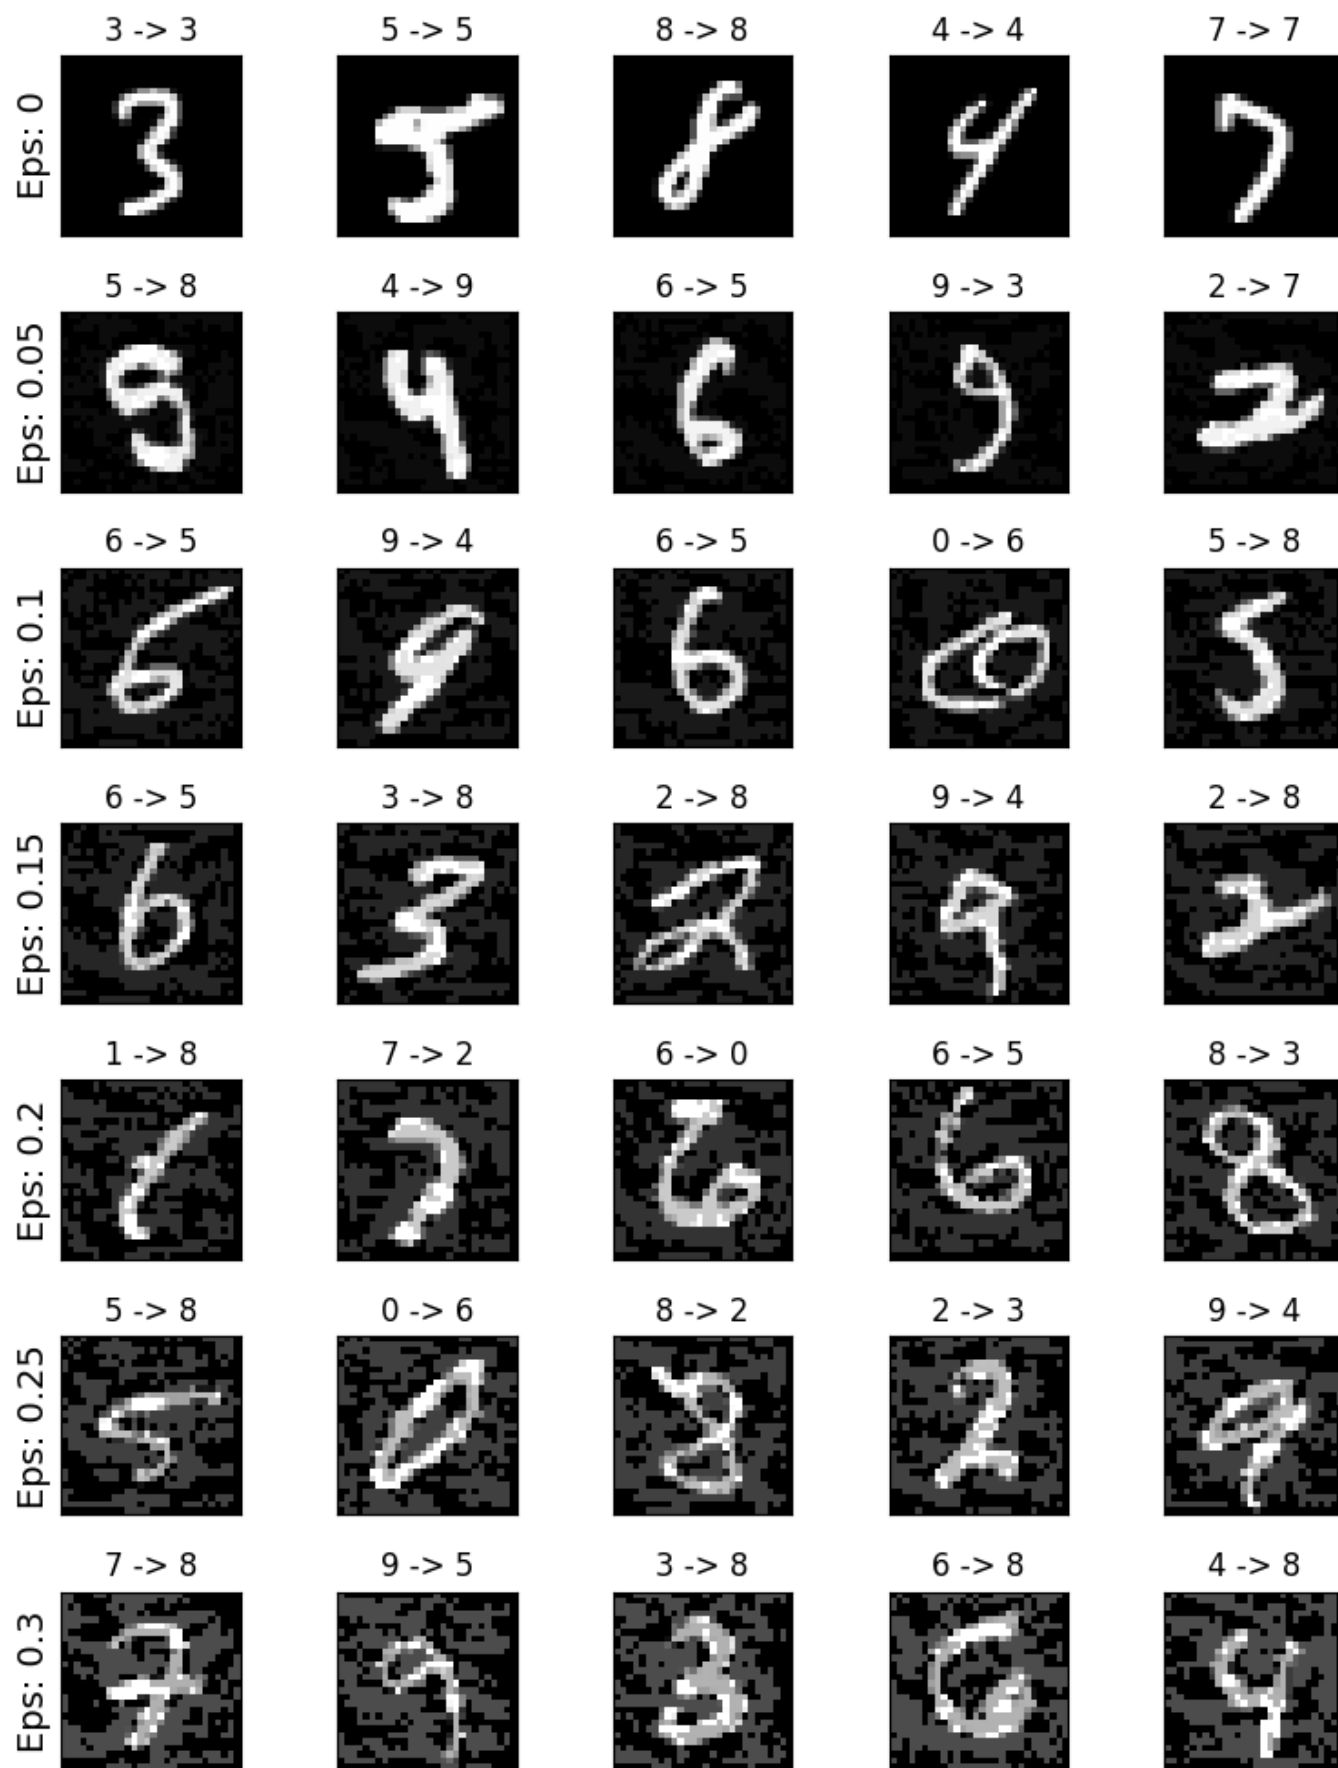 3 -> 3 5 -> 5 8 -> 8 4 -> 4 7 -> 7
Eps: 0
5 -> 8 4 -> 9 6 -> 5 9 -> 3 2 -> 7
Eps: 0.05
6 -> 5 9 -> 4 6 -> 5 0 -> 6 5 -> 8
Eps: 0.1
6 -> 5 3 -> 8 2 -> 8 9 -> 4 2 -> 8
Eps: 0.15
1 -> 8 7 -> 2 6 -> 0 6 -> 5 8 -> 3
Eps: 0.2
5 -> 8 0 -> 6 8 -> 2 2 -> 3 9 -> 4
Eps: 0.25
7 -> 8 9 -> 5 3 -> 8 6 -> 8 4 -> 8
Eps: 0.3